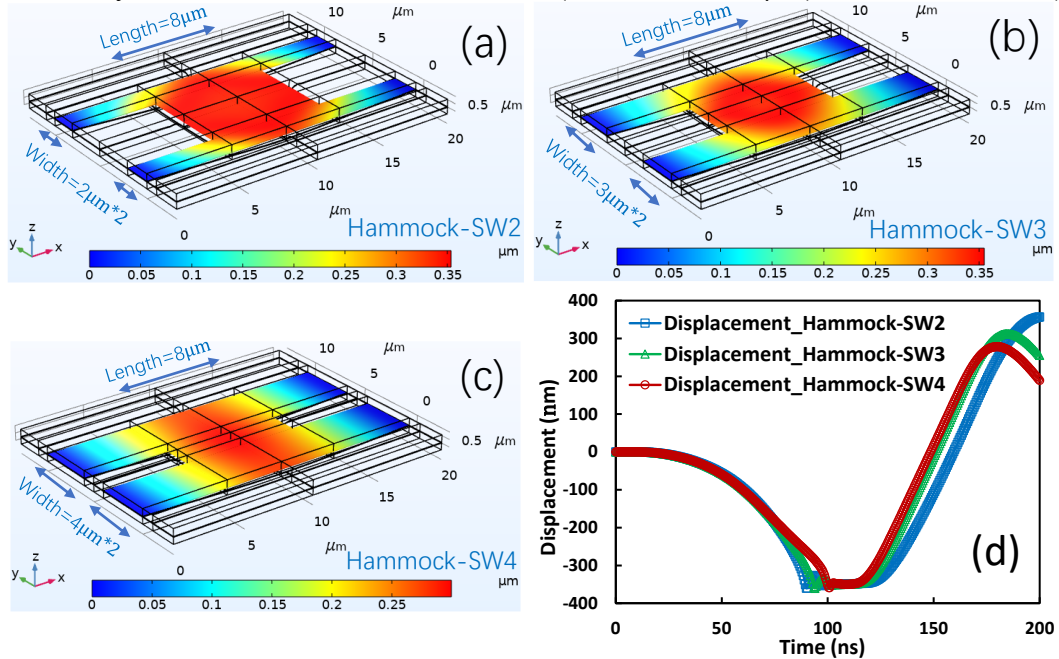 Length=8μm
(a)
10
5
0
0.5
μm
μm
20
15
10
5
μm
Width=2μm*2
Hammock-SW2
z
y
x
0
μm
0
0.05
0.1
0.15
0.2
0.25
0.3
0.35
Length=8μm
(b)
10
5
0
0.5
μm
μm
20
15
10
5
μm
Width=3μm*2
Hammock-SW3
z
y
x
0
μm
0
0.05
0.1
0.15
0.2
0.25
0.3
0.35
Length=8μm
(c)
10
5
0
0.5
μm
μm
20
15
10
5
μm
Width=4μm*2
Hammock-SW4
z
y
x
0
μm
0
0.05
0.1
0.15
0.2
0.25
Displacement (nm)
400
300
200
100
0
-100
-200
-300
-400
Displacement_Hammock-SW2
Displacement_Hammock-SW3
Displacement_Hammock-SW4
(d)
0
50
100
150
200
Time (ns)